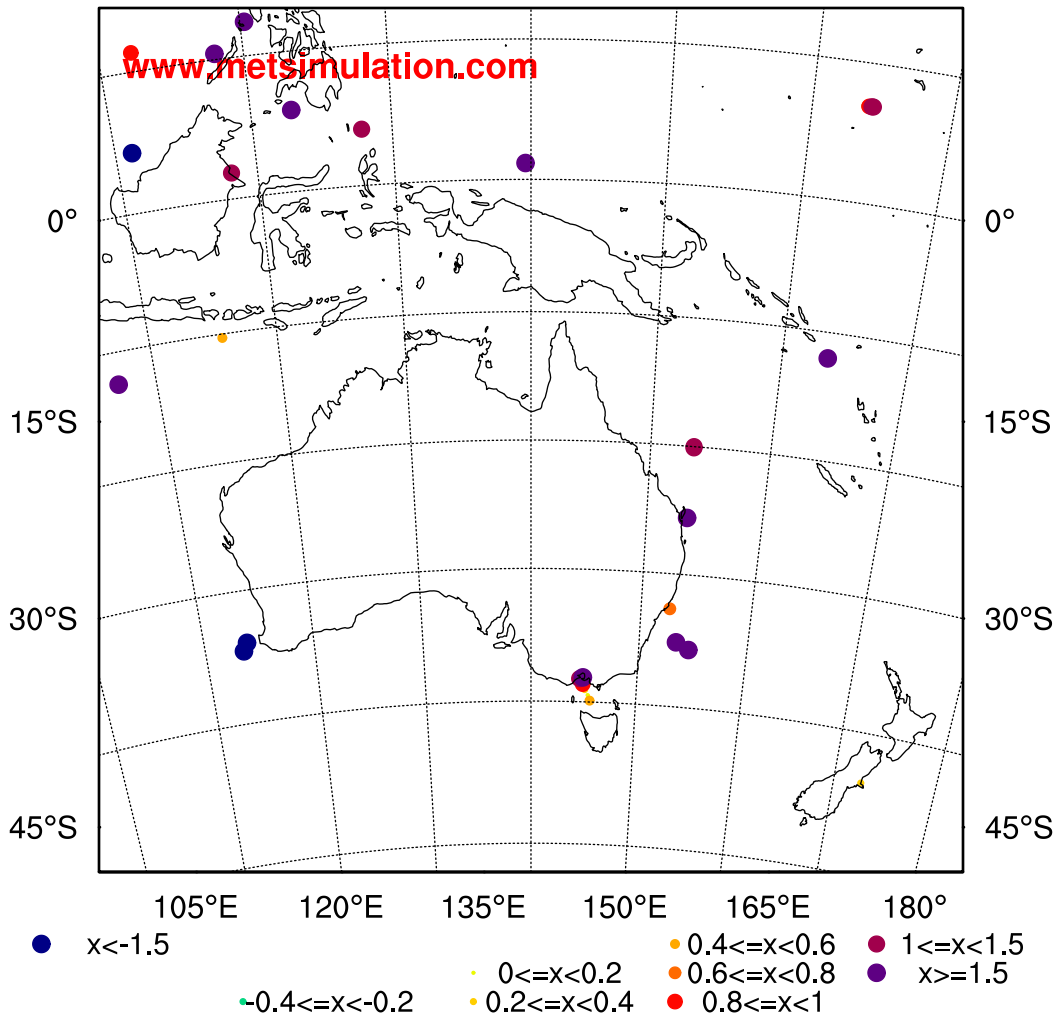 www.metsimulation.com
0° 0°
15°S 15°S
30°S 30°S
45°S 45°S
105°E 120°E 135°E 150°E 165°E 180°
x<-1.5 0.4<=x<0.6 1<=x<1.5
0<=x<0.2 0.6<=x<0.8 x>=1.5
-0.4<=x<-0.2 0.2<=x<0.4 0.8<=x<1